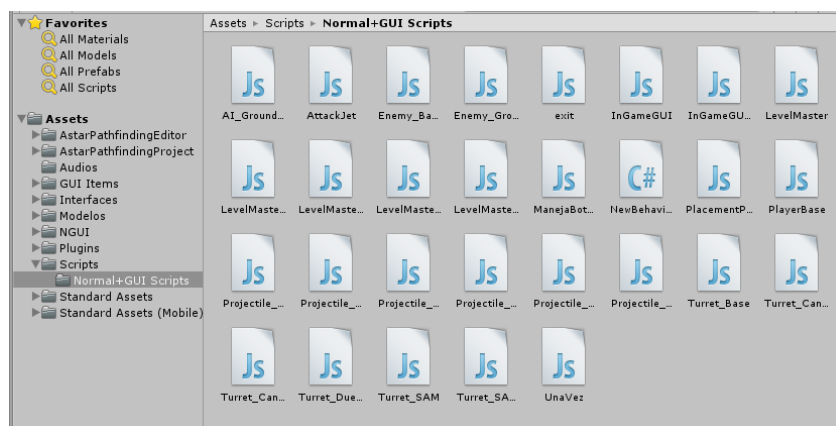 Favorites
All Materials
All Models
All Prefabs
All Scripts
Assets
AstarPathfindingEditor
AstarPathfindingProject
Audios
GUI Items
Interfaces
Modelos
NGUI
Plugins
Scripts
Normal+GUI Scripts
Standard Assets
Standard Assets (Mobile)
Assets ▸ Scripts ▸ Normal+GUI Scripts
Js Js Js Js Js Js Js Js
AI_Ground... AttackJet Enemy_Ba... Enemy_Gro... exit InGameGUI InGameGU... LevelMaster
Js Js Js Js Js C# Js Js
LevelMaste... LevelMaste... LevelMaste... LevelMaste... ManejaBot... NewBehavi... PlacementP... PlayerBase
Js Js Js Js Js Js Js Js
Projectile_... Projectile_... Projectile_... Projectile_... Projectile_... Projectile_... Turret_Base Turret_Can...
Js Js Js Js Js
Turret_Can... Turret_Due... Turret_SAM Turret_SA... UnaVez